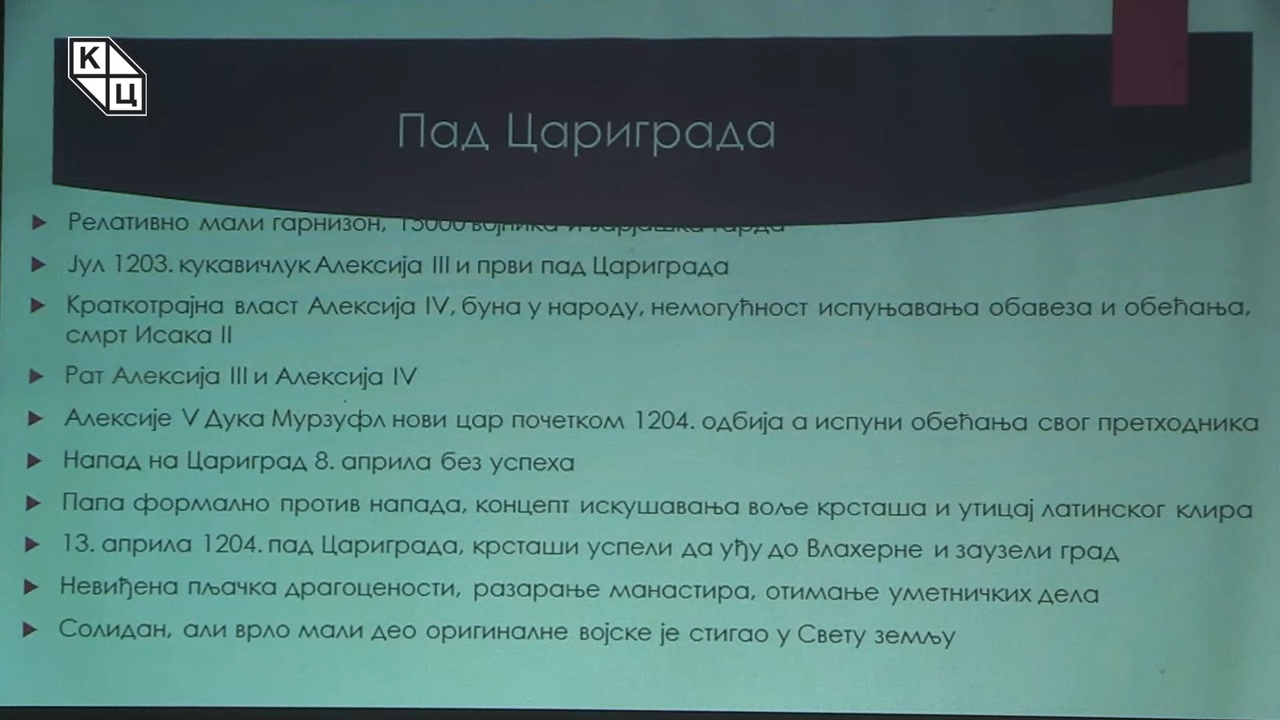 К
Ц
Пад Цариграда
Релативно мали гарнизон, 15000 војника и варјашка гарда
Јул 1203. кукавичлук Алексија III и први пад Цариграда
Краткотрајна власт Алексија IV, буна у народу, немогућност испуњавања обавеза и обећања,
смрт Исака II
Рат Алексија III и Алексија IV
Алексије V Дука Мурзуфл нови цар почетком 1204. одбија а испуни обећања свог претходника
Напад на Цариград 8. априла без успеха
Папа формално против напада, концепт искушавања воље крсташа и утицај латинског клира
13. априла 1204. пад Цариграда, крсташи успели да уђу до Влахерне и заузели град
Невиђена пљачка драгоцености, разарање манастира, отимање уметничких дела
Солидан, али врло мали део оригиналне војске је стигао у Свету земљу